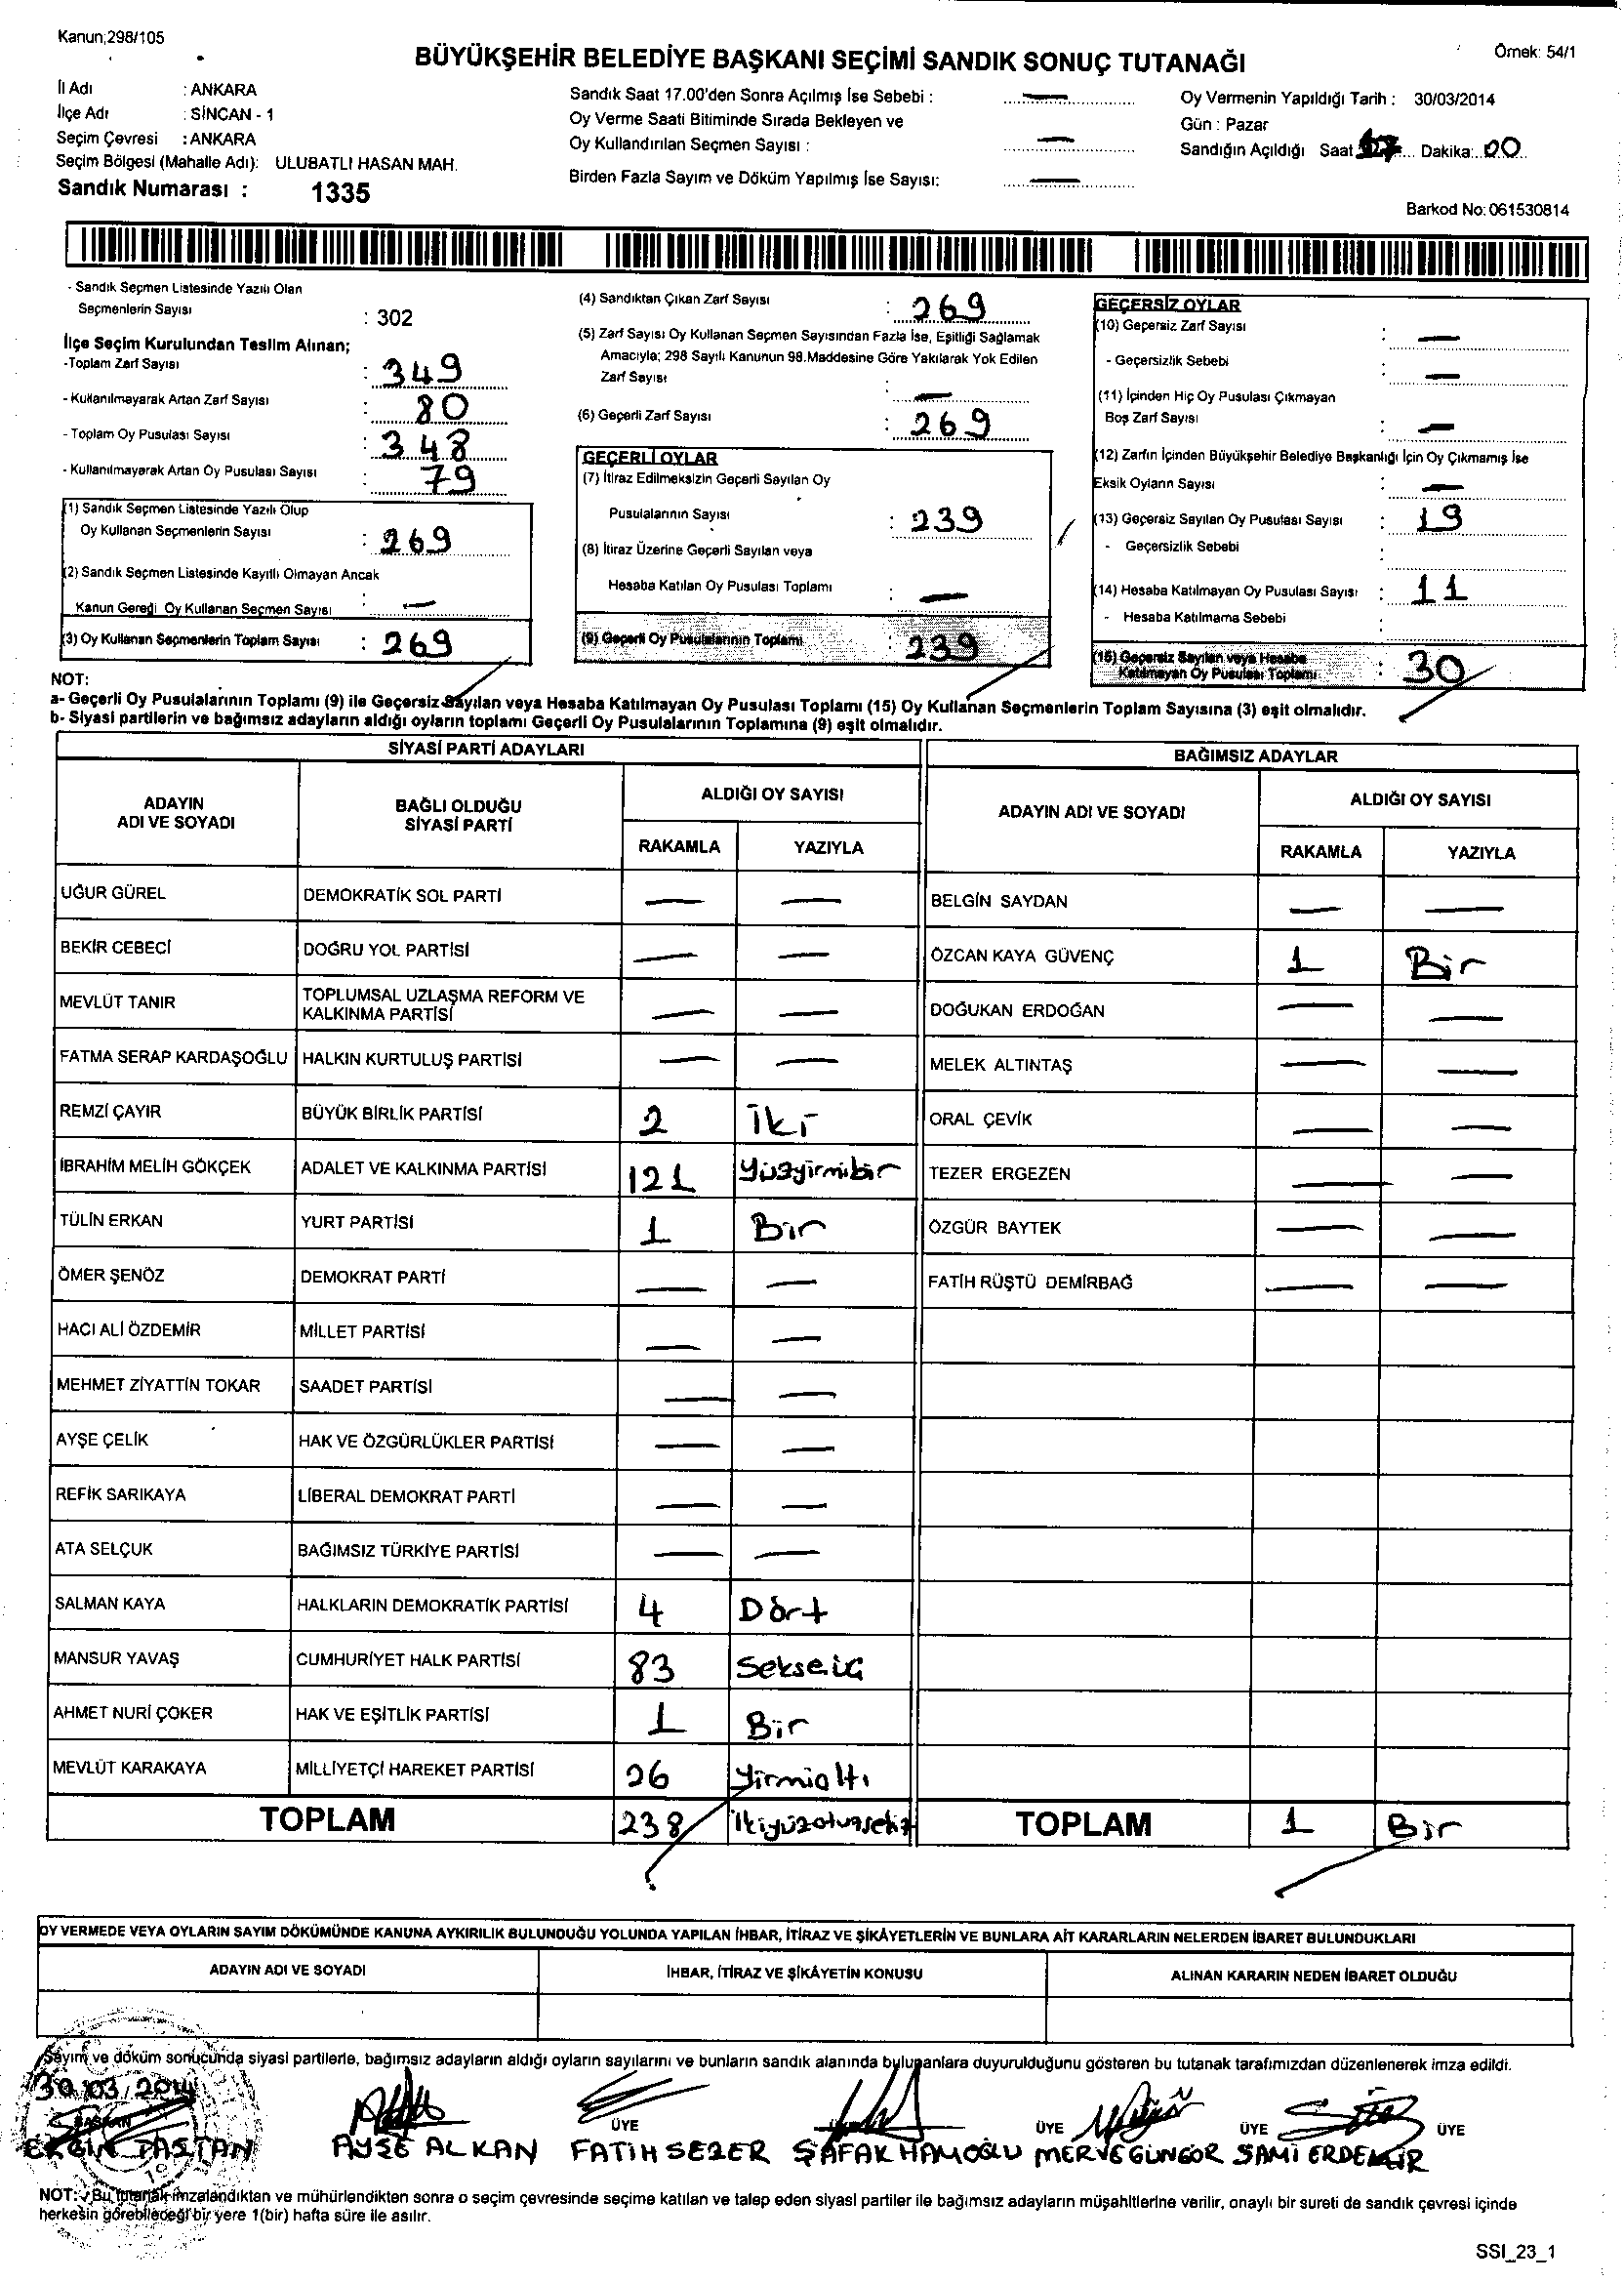 Kanun;298/105
Örnek: 54/1
BÜYÜKŞEHİR BELEDİYE BAŞKANI SEÇİMİ SANDIK SONUÇ TUTANAĞI
İl Adı : ANKARA
İlçe Adı : SİNCAN - 1
Seçim Çevresi : ANKARA
Seçim Bölgesi (Mahalle Adı): ULUBATLI HASAN MAH.
Sandık Numarası : 1335
Sandık Saat 17.00'den Sonra Açılmış İse Sebebi : —
Oy Verme Saati Bitiminde Sırada Bekleyen ve
Oy Kullandırılan Seçmen Sayısı : —
Birden Fazla Sayım ve Döküm Yapılmış İse Sayısı: —
Oy Vermenin Yapıldığı Tarih : 30/03/2014
Gün : Pazar
Sandığın Açıldığı Saat Dakika: 00
Barkod No: 061530814
- Sandık Seçmen Listesinde Yazılı Olan
Seçmenlerin Sayısı : 302
İlçe Seçim Kurulundan Teslim Alınan;
-Toplam Zarf Sayısı : 349
- Kullanılmayarak Artan Zarf Sayısı : 80
- Toplam Oy Pusulası Sayısı : 348
- Kullanılmayarak Artan Oy Pusulası Sayısı : 79
(1) Sandık Seçmen Listesinde Yazılı Olup
Oy Kullanan Seçmenlerin Sayısı : 269
(2) Sandık Seçmen Listesinde Kayıtlı Olmayan Ancak
Kanun Gereği Oy Kullanan Seçmen Sayısı : —
(3) Oy Kullanan Seçmenlerin Toplam Sayısı : 269
(4) Sandıktan Çıkan Zarf Sayısı : 269
(5) Zarf Sayısı Oy Kullanan Seçmen Sayısından Fazla İse, Eşitliği Sağlamak
Amacıyla; 298 Sayılı Kanunun 98.Maddesine Göre Yakılarak Yok Edilen
Zarf Sayısı : —
(6) Geçerli Zarf Sayısı : 269
GEÇERLİ OYLAR
(7) İtiraz Edilmeksizin Geçerli Sayılan Oy
Pusulalarının Sayısı : 239
(8) İtiraz Üzerine Geçerli Sayılan veya
Hesaba Katılan Oy Pusulası Toplamı : —
(9) Geçerli Oy Pusulalarının Toplamı : 239
GEÇERSİZ OYLAR
(10) Geçersiz Zarf Sayısı : —
- Geçersizlik Sebebi : —
(11) İçinden Hiç Oy Pusulası Çıkmayan
Boş Zarf Sayısı : —
(12) Zarfın İçinden Büyükşehir Belediye Başkanlığı İçin Oy Çıkmamış İse
Eksik Oyların Sayısı : —
(13) Geçersiz Sayılan Oy Pusulası Sayısı : 19
- Geçersizlik Sebebi :
(14) Hesaba Katılmayan Oy Pusulası Sayısı : 11
- Hesaba Katılmama Sebebi :
(15) Geçersiz Sayılan veya Hesaba
Katılmayan Oy Pusulası Toplamı : 30
NOT:
a- Geçerli Oy Pusulalarının Toplamı (9) ile Geçersiz Sayılan veya Hesaba Katılmayan Oy Pusulası Toplamı (15) Oy Kullanan Seçmenlerin Toplam Sayısına (3) eşit olmalıdır.
b- Siyasi partilerin ve bağımsız adayların aldığı oyların toplamı Geçerli Oy Pusulalarının Toplamına (9) eşit olmalıdır.
SİYASİ PARTİ ADAYLARI
ADAYIN ADI VE SOYADI
BAĞLI OLDUĞU SİYASİ PARTİ
ALDIĞI OY SAYISI
RAKAMLA YAZIYLA
UĞUR GÜREL DEMOKRATİK SOL PARTİ — —
BEKİR CEBECİ DOĞRU YOL PARTİSİ — —
MEVLÜT TANIR TOPLUMSAL UZLAŞMA REFORM VE KALKINMA PARTİSİ — —
FATMA SERAP KARDAŞOĞLU HALKIN KURTULUŞ PARTİSİ — —
REMZİ ÇAYIR BÜYÜK BİRLİK PARTİSİ 2 İki
İBRAHİM MELİH GÖKÇEK ADALET VE KALKINMA PARTİSİ 121 Yüzyirmibir
TÜLİN ERKAN YURT PARTİSİ 1 Bir
ÖMER ŞENÖZ DEMOKRAT PARTİ — —
HACI ALİ ÖZDEMİR MİLLET PARTİSİ — —
MEHMET ZİYATTİN TOKAR SAADET PARTİSİ — —
AYŞE ÇELİK HAK VE ÖZGÜRLÜKLER PARTİSİ — —
REFİK SARIKAYA LİBERAL DEMOKRAT PARTİ — —
ATA SELÇUK BAĞIMSIZ TÜRKİYE PARTİSİ — —
SALMAN KAYA HALKLARIN DEMOKRATİK PARTİSİ 4 Dört
MANSUR YAVAŞ CUMHURİYET HALK PARTİSİ 83
AHMET NURİ ÇOKER HAK VE EŞİTLİK PARTİSİ 1 Bir
MEVLÜT KARAKAYA MİLLİYETÇİ HAREKET PARTİSİ 26 Yirmialtı
TOPLAM 238 İkiyüzotuzsekiz
BAĞIMSIZ ADAYLAR
ADAYIN ADI VE SOYADI
ALDIĞI OY SAYISI
RAKAMLA YAZIYLA
BELGİN SAYDAN — —
ÖZCAN KAYA GÜVENÇ 1 Bir
DOĞUKAN ERDOĞAN — —
MELEK ALTINTAŞ — —
ORAL ÇEVİK — —
TEZER ERGEZEN — —
ÖZGÜR BAYTEK — —
FATİH RÜŞTÜ DEMİRBAĞ — —
TOPLAM 1 Bir
OY VERMEDE VEYA OYLARIN SAYIM DÖKÜMÜNDE KANUNA AYKIRILIK BULUNDUĞU YOLUNDA YAPILAN İHBAR, İTİRAZ VE ŞİKÂYETLERİN VE BUNLARA AİT KARARLARIN NELERDEN İBARET BULUNDUKLARI
ADAYIN ADI VE SOYADI İHBAR, İTİRAZ VE ŞİKÂYETİN KONUSU ALINAN KARARIN NEDEN İBARET OLDUĞU
Sayım ve döküm sonucunda siyasi partilerle, bağımsız adayların aldığı oyların sayılarını ve bunların sandık alanında bulunanlara duyurulduğunu gösteren bu tutanak tarafımızdan düzenlenerek imza edildi.
30/03/2014
BAŞKAN ÜYE ÜYE ÜYE ÜYE
ERGİN TAŞTAN AYŞE ALKAN FATİH SEZER ŞAFAK HAMOĞLU MERVE GÜNGÖR SAMİ ERDEMİR
NOT: Bu tutanak imzalandıktan ve mühürlendikten sonra o seçim çevresinde seçime katılan ve talep eden siyasi partiler ile bağımsız adayların müşahitlerine verilir, onaylı bir sureti de sandık çevresi içinde
herkesin görebileceği bir yere 1(bir) hafta süre ile asılır.
SSI_23_1